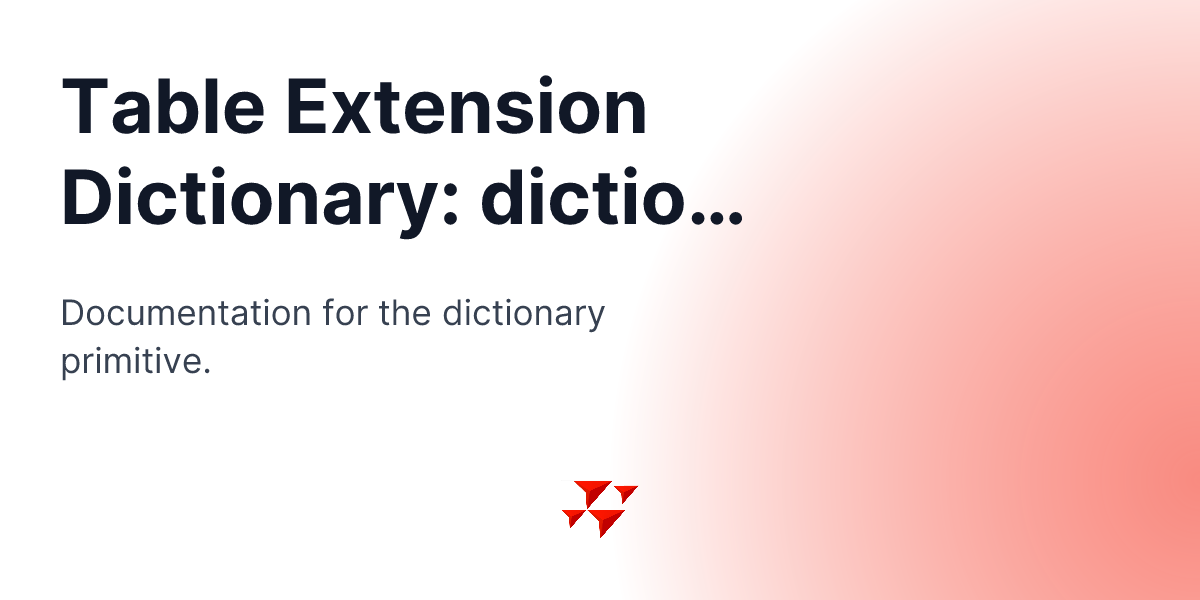 Table Extension
Dictionary: dictio...
Documentation for the dictionary
primitive.